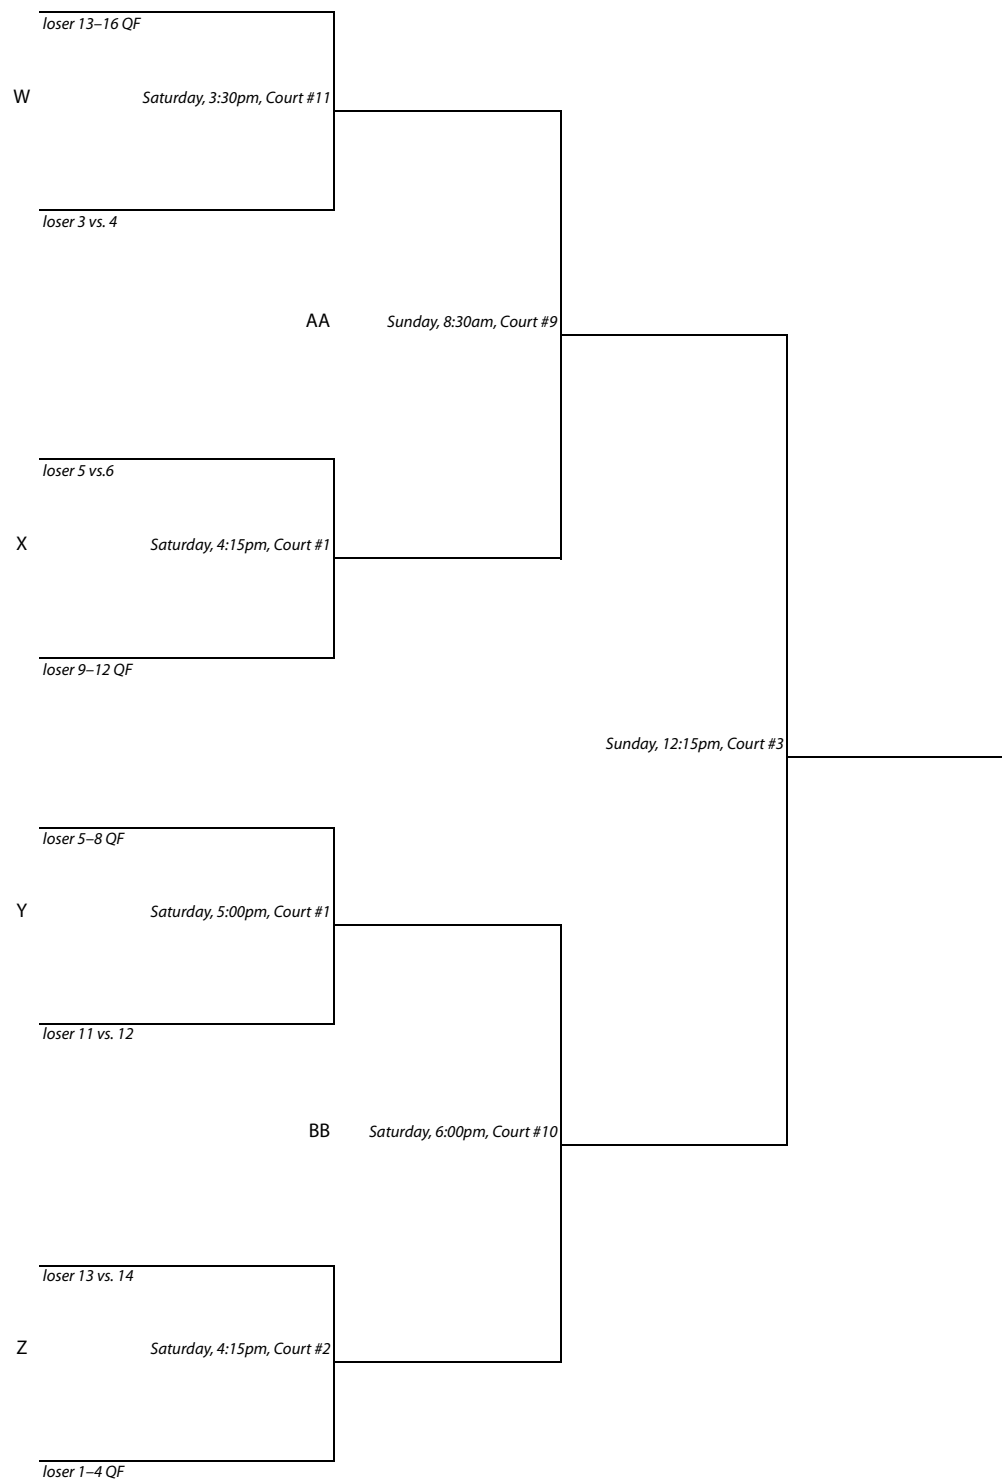 loser 13–16 QF
W
Saturday, 3:30pm, Court #11
loser 3 vs. 4
AA
Sunday, 8:30am, Court #9
loser 5 vs.6
X
Saturday, 4:15pm, Court #1
loser 9–12 QF
Sunday, 12:15pm, Court #3
loser 5–8 QF
Y
Saturday, 5:00pm, Court #1
loser 11 vs. 12
BB
Saturday, 6:00pm, Court #10
loser 13 vs. 14
Z
Saturday, 4:15pm, Court #2
loser 1–4 QF